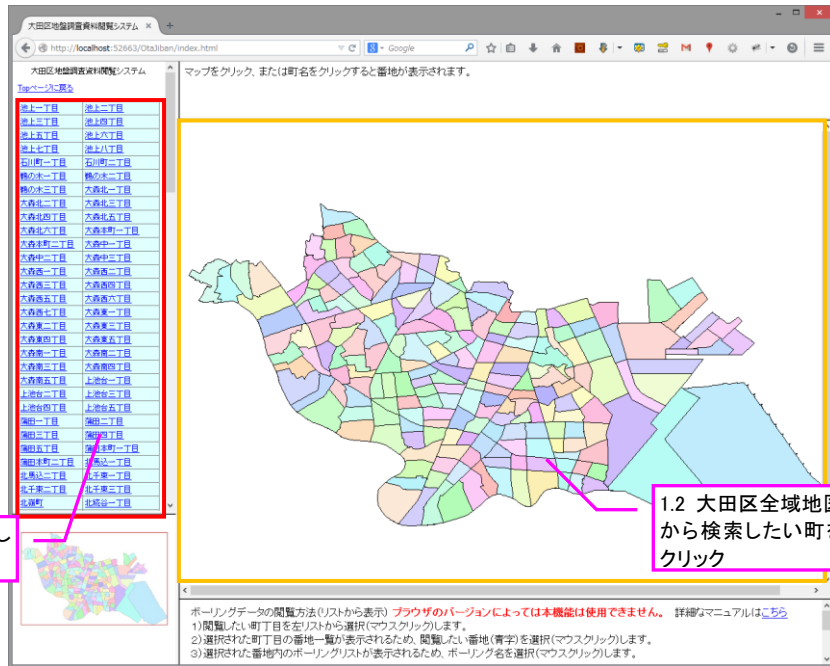 大田区地盤調査資料閲覧システム
http://localhost:52663/OtaJiban/index.html
Google
大田区地盤調査資料閲覧システム
Topページに戻る
マップをクリック、または町名をクリックすると番地が表示されます。
池上一丁目 池上二丁目
池上三丁目 池上四丁目
池上五丁目 池上六丁目
池上七丁目 池上八丁目
石川町一丁目 石川町二丁目
鵜の木一丁目 鵜の木二丁目
鵜の木三丁目 大森北一丁目
大森北二丁目 大森北三丁目
大森北四丁目 大森北五丁目
大森北六丁目 大森本町一丁目
大森本町二丁目 大森中一丁目
大森中二丁目 大森中三丁目
大森西一丁目 大森西二丁目
大森西三丁目 大森西四丁目
大森西五丁目 大森西六丁目
大森西七丁目 大森東一丁目
大森東二丁目 大森東三丁目
大森東四丁目 大森東五丁目
大森南一丁目 大森南二丁目
大森南三丁目 大森南四丁目
大森南五丁目 上池台一丁目
上池台二丁目 上池台三丁目
上池台四丁目 上池台五丁目
蒲田一丁目 蒲田二丁目
蒲田三丁目 蒲田四丁目
蒲田五丁目 蒲田本町一丁目
蒲田本町二丁目 北馬込一丁目
北馬込二丁目 北千束一丁目
北千束二丁目 北千束三丁目
北嶺町 北糀谷一丁目
し
1.2 大田区全域地図
から検索したい町を
クリック
ボーリングデータの閲覧方法(リストから表示) ブラウザのバージョンによっては本機能は使用できません。 詳細なマニュアルはこちら
1)閲覧したい町丁目を左リストから選択(マウスクリック)します。
2)選択された町丁目の番地一覧が表示されるため、閲覧したい番地(青字)を選択(マウスクリック)します。
3)選択された番地内のボーリングリストが表示されるため、ボーリング名を選択(マウスクリック)します。